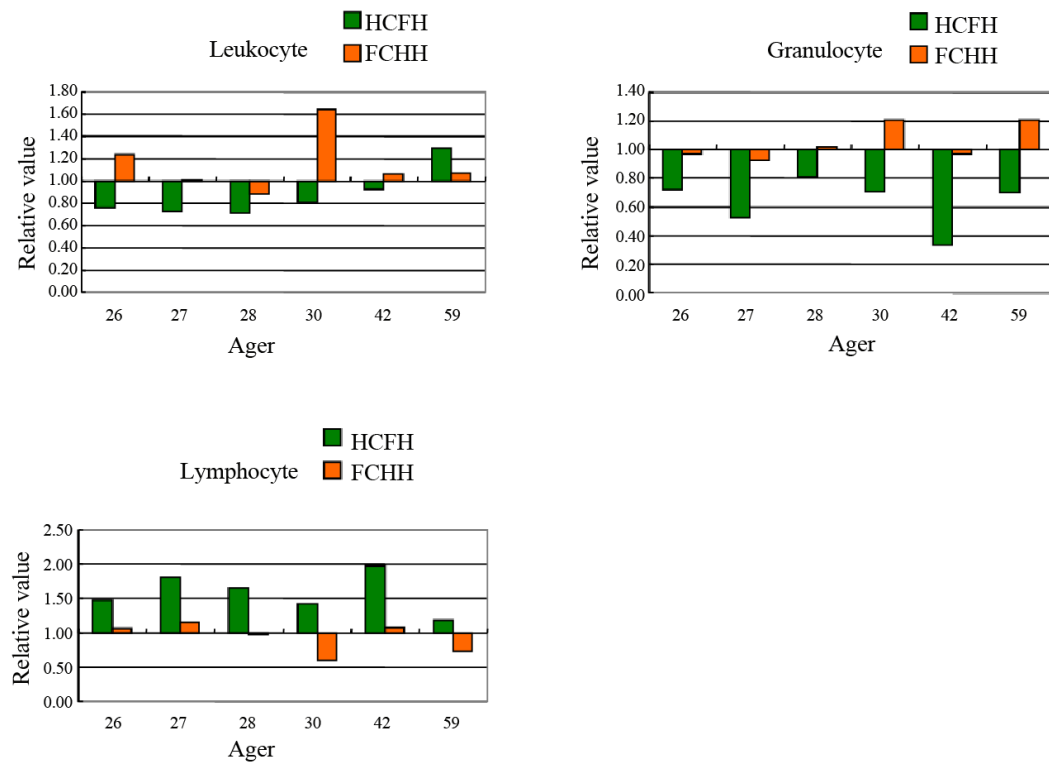 Leukocyte
HCFH
FCHH
Relative value
1.80
1.60
1.40
1.20
1.00
0.80
0.60
0.40
0.20
0.00
26 27 28 30 42 59
Ager
Granulocyte
HCFH
FCHH
Relative value
1.40
1.20
1.00
0.80
0.60
0.40
0.20
0.00
26 27 28 30 42 59
Ager
Lymphocyte
HCFH
FCHH
Relative value
2.50
2.00
1.50
1.00
0.50
0.00
26 27 28 30 42 59
Ager